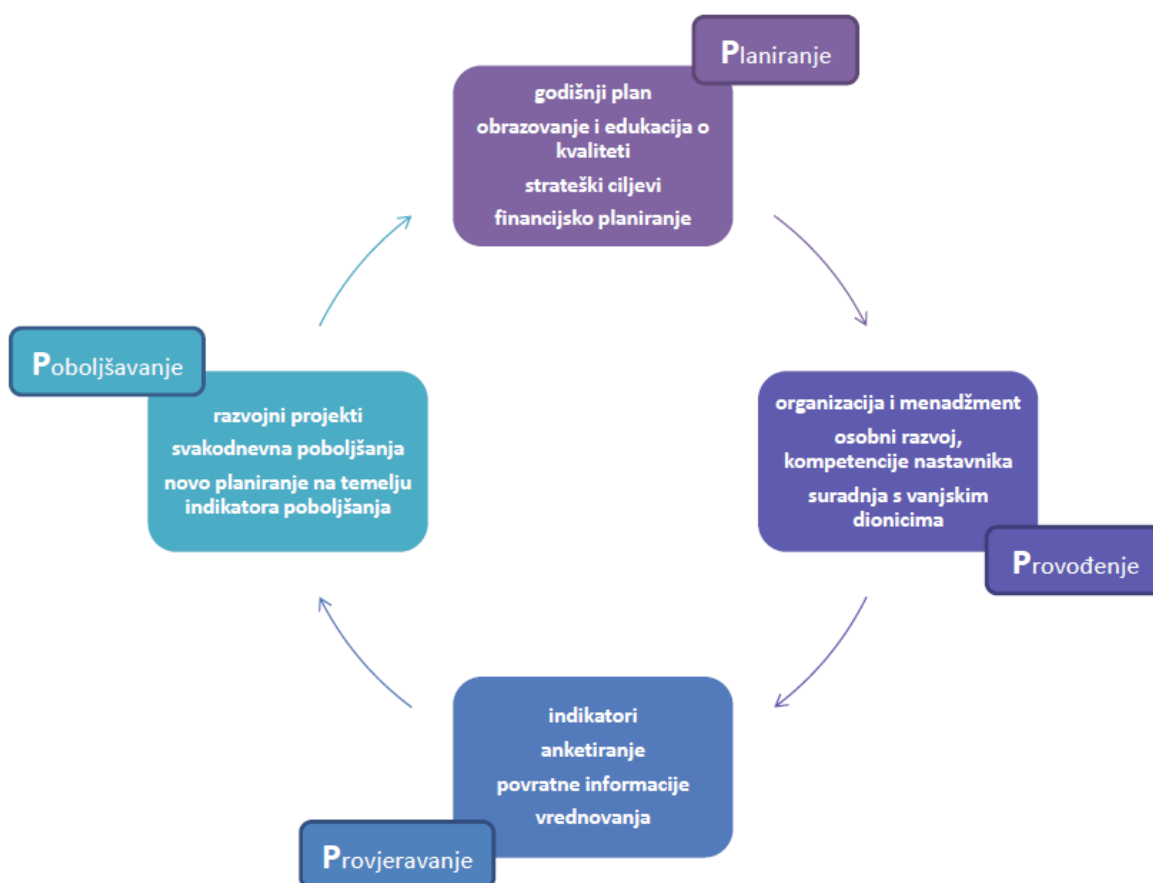 Planiranje
godišnji plan
obrazovanje i edukacija o
kvaliteti
strateški ciljevi
financijsko planiranje
Poboljšavanje
razvojni projekti
svakodnevna poboljšanja
novo planiranje na temelju
indikatora poboljšanja
organizacija i menadžment
osobni razvoj,
kompetencije nastavnika
suradnja s vanjskim
dionicima
Provođenje
indikatori
anketiranje
povratne informacije
vrednovanja
Provjeravanje